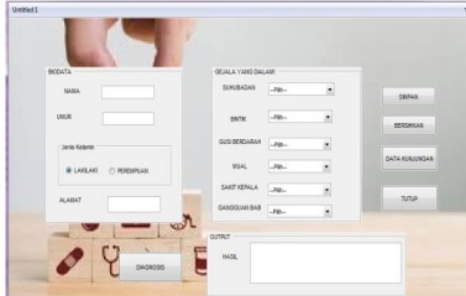 Untitled1
BIODATA
NAMA
UMUR
Jenis Kelamin
LAKILAKI PEREMPUAN
ALAMAT
DIAGNOSIS
GEJALA YANG DIALAMI
SUHUBADAN --Pilih--
BINTIK --Pilih--
GUSI BERDARAH --Pilih--
MUAL --Pilih--
SAKIT KEPALA --Pilih--
GANGGUAN BAB --Pilih--
OUTPUT
HASIL
SIMPAN
BERSIHKAN
DATA KUNJUNGAN
TUTUP